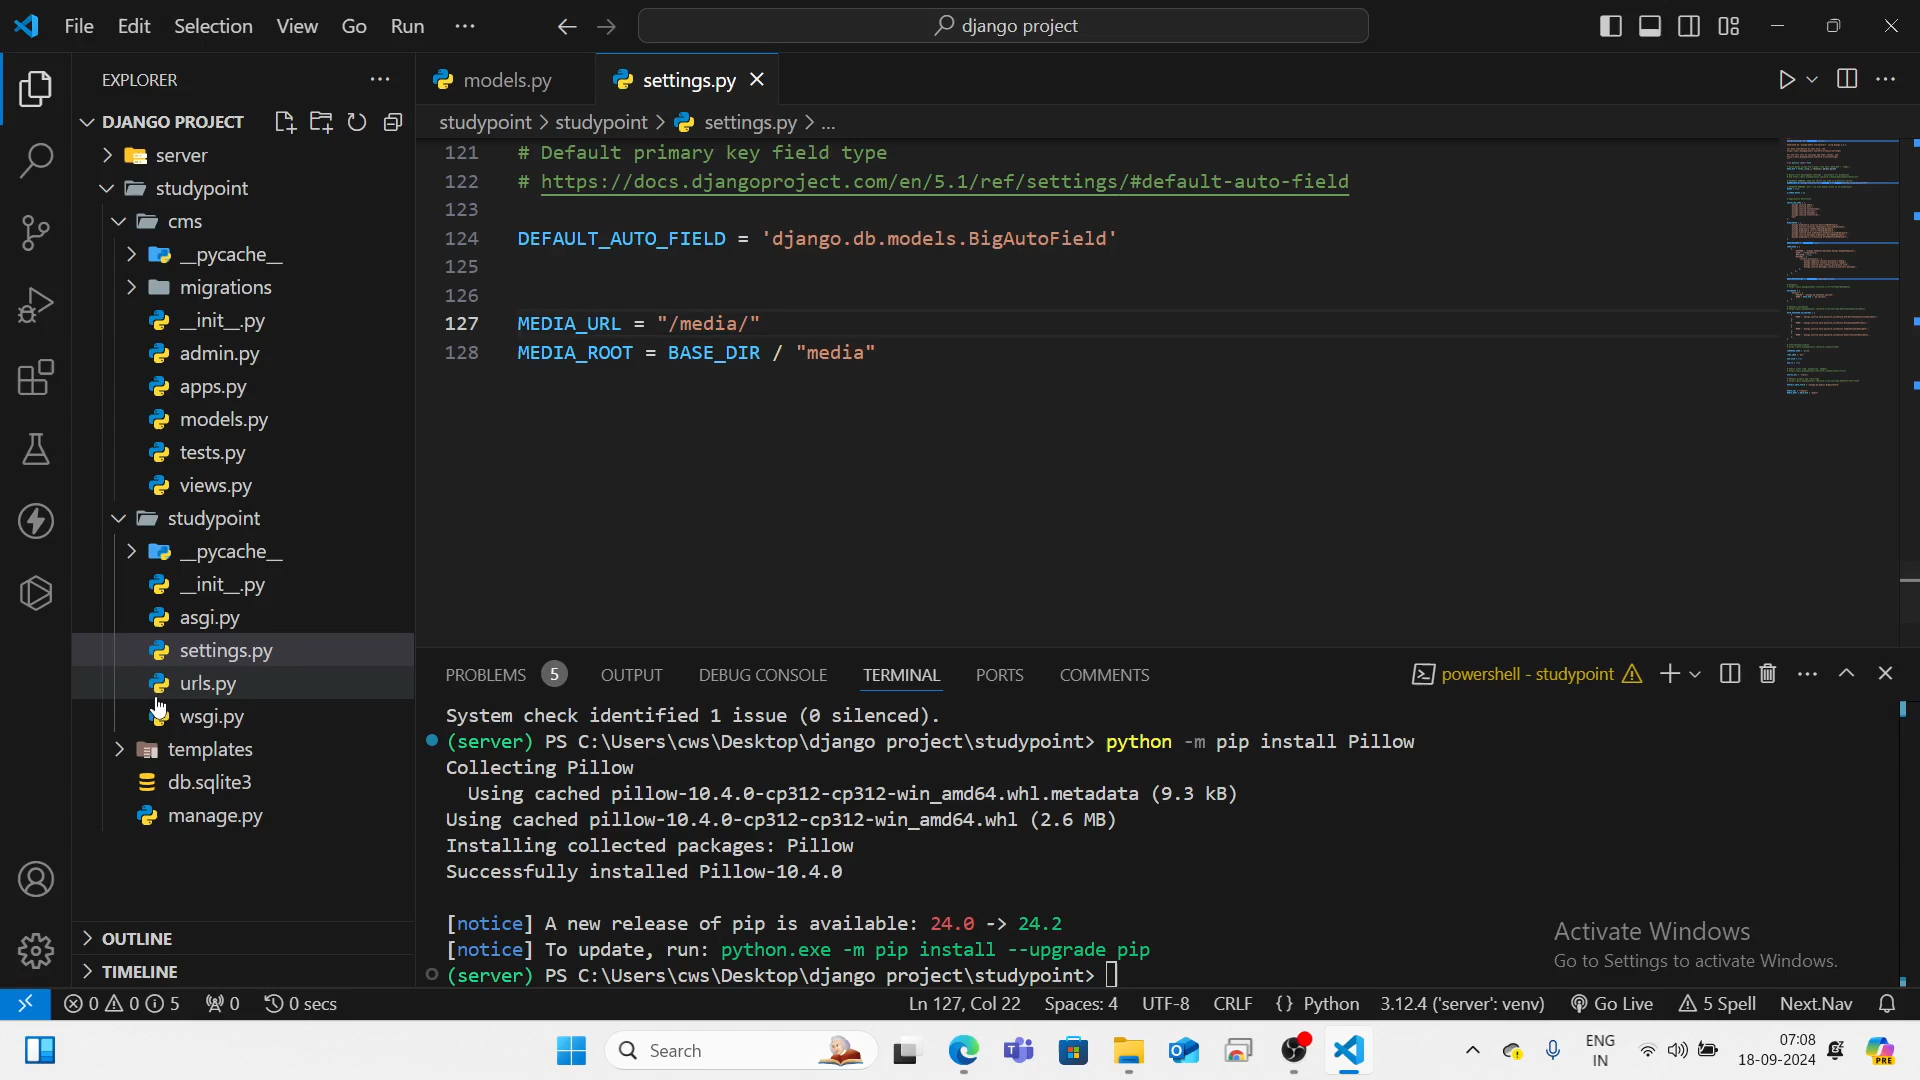 File Edit Selection View Go Run ···
django project
EXPLORER
DJANGO PROJECT
server
studypoint
cms
__pycache__
migrations
__init__.py
admin.py
apps.py
models.py
tests.py
views.py
studypoint
__pycache__
__init__.py
asgi.py
settings.py
urls.py
wsgi.py
templates
db.sqlite3
manage.py
OUTLINE
TIMELINE
models.py settings.py
studypoint > studypoint > settings.py > ...
121 # Default primary key field type
122 # https://docs.djangoproject.com/en/5.1/ref/settings/#default-auto-field
123
124 DEFAULT_AUTO_FIELD = 'django.db.models.BigAutoField'
125
126
127 MEDIA_URL = "/media/"
128 MEDIA_ROOT = BASE_DIR / "media"
PROBLEMS 5 OUTPUT DEBUG CONSOLE TERMINAL PORTS COMMENTS powershell - studypoint
System check identified 1 issue (0 silenced).
(server) PS C:\Users\cws\Desktop\django project\studypoint> python -m pip install Pillow
Collecting Pillow
Using cached pillow-10.4.0-cp312-cp312-win_amd64.whl.metadata (9.3 kB)
Using cached pillow-10.4.0-cp312-cp312-win_amd64.whl (2.6 MB)
Installing collected packages: Pillow
Successfully installed Pillow-10.4.0
[notice] A new release of pip is available: 24.0 -> 24.2
[notice] To update, run: python.exe -m pip install --upgrade pip
(server) PS C:\Users\cws\Desktop\django project\studypoint>
Activate Windows
Go to Settings to activate Windows.
0 0 5 0 0 secs Ln 127, Col 22 Spaces: 4 UTF-8 CRLF {} Python 3.12.4 ('server': venv) Go Live 5 Spell Next.Nav
Search
ENG
IN
07:08
18-09-2024
PRE